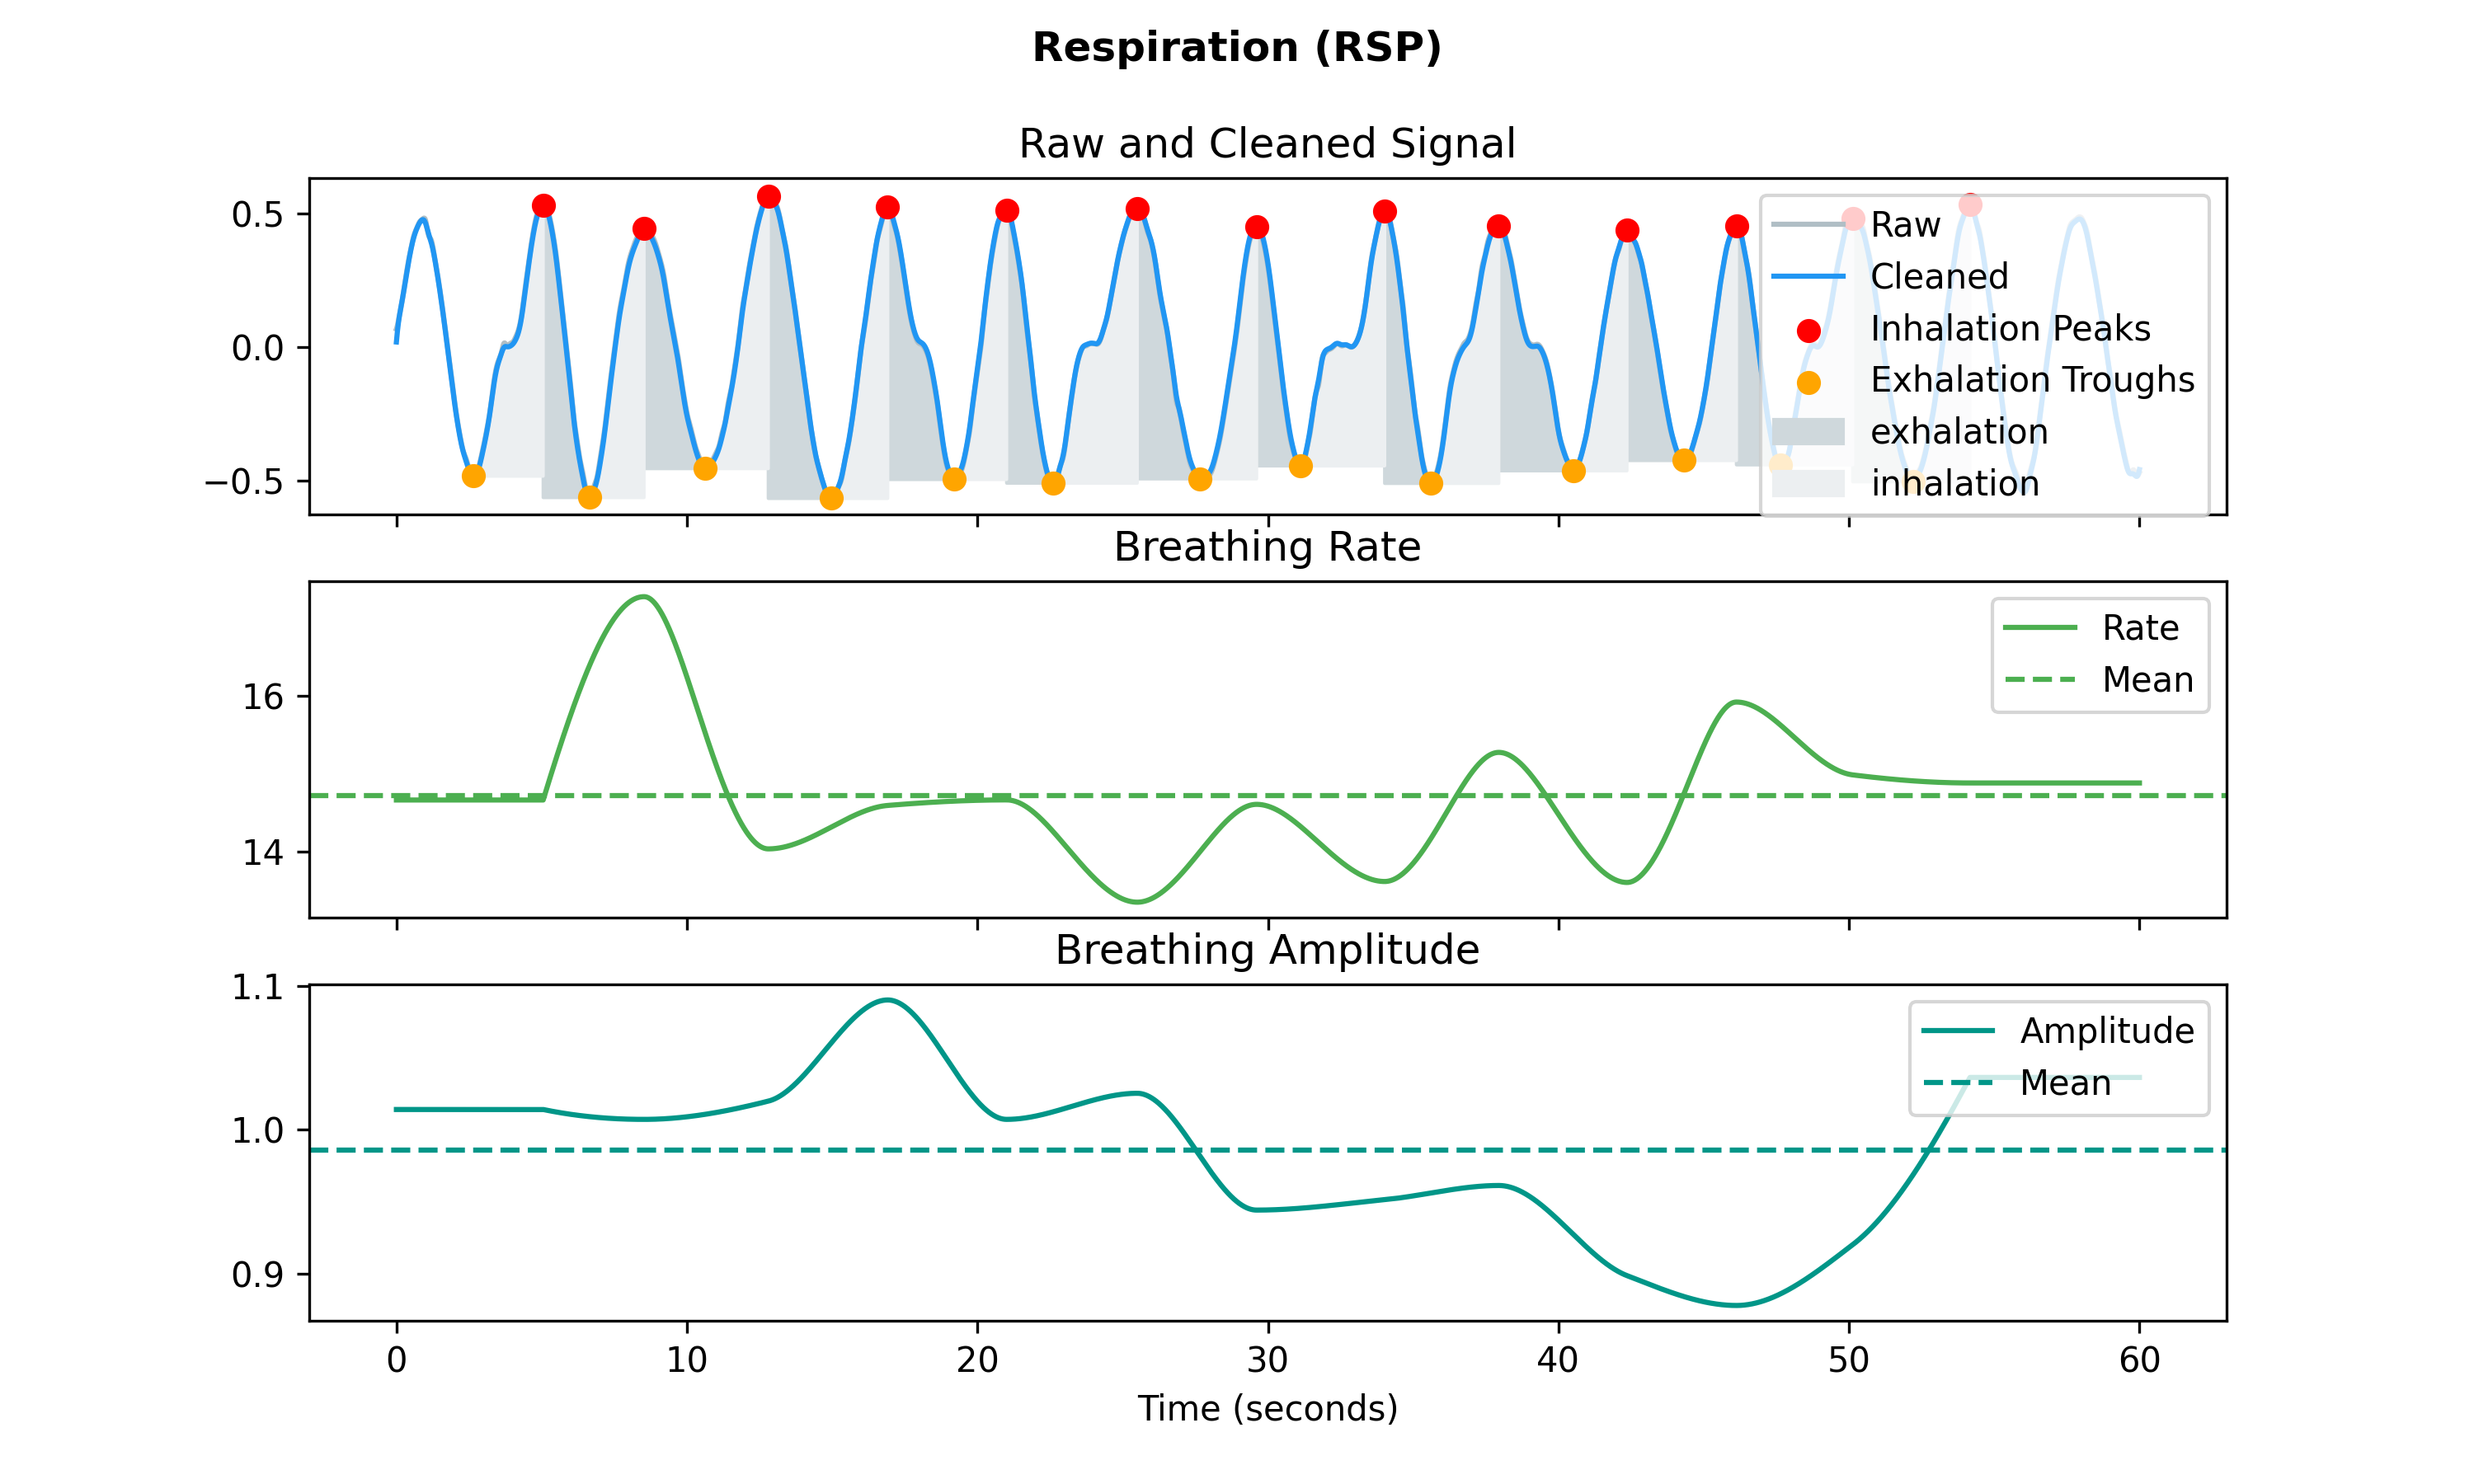 Respiration (RSP)
Raw and Cleaned Signal
0.5
0.0
−0.5
Raw
Cleaned
Inhalation Peaks
Exhalation Troughs
exhalation
inhalation
Breathing Rate
16
14
Rate
Mean
Breathing Amplitude
1.1
1.0
0.9
Amplitude
Mean
0 10 20 30 40 50 60
Time (seconds)